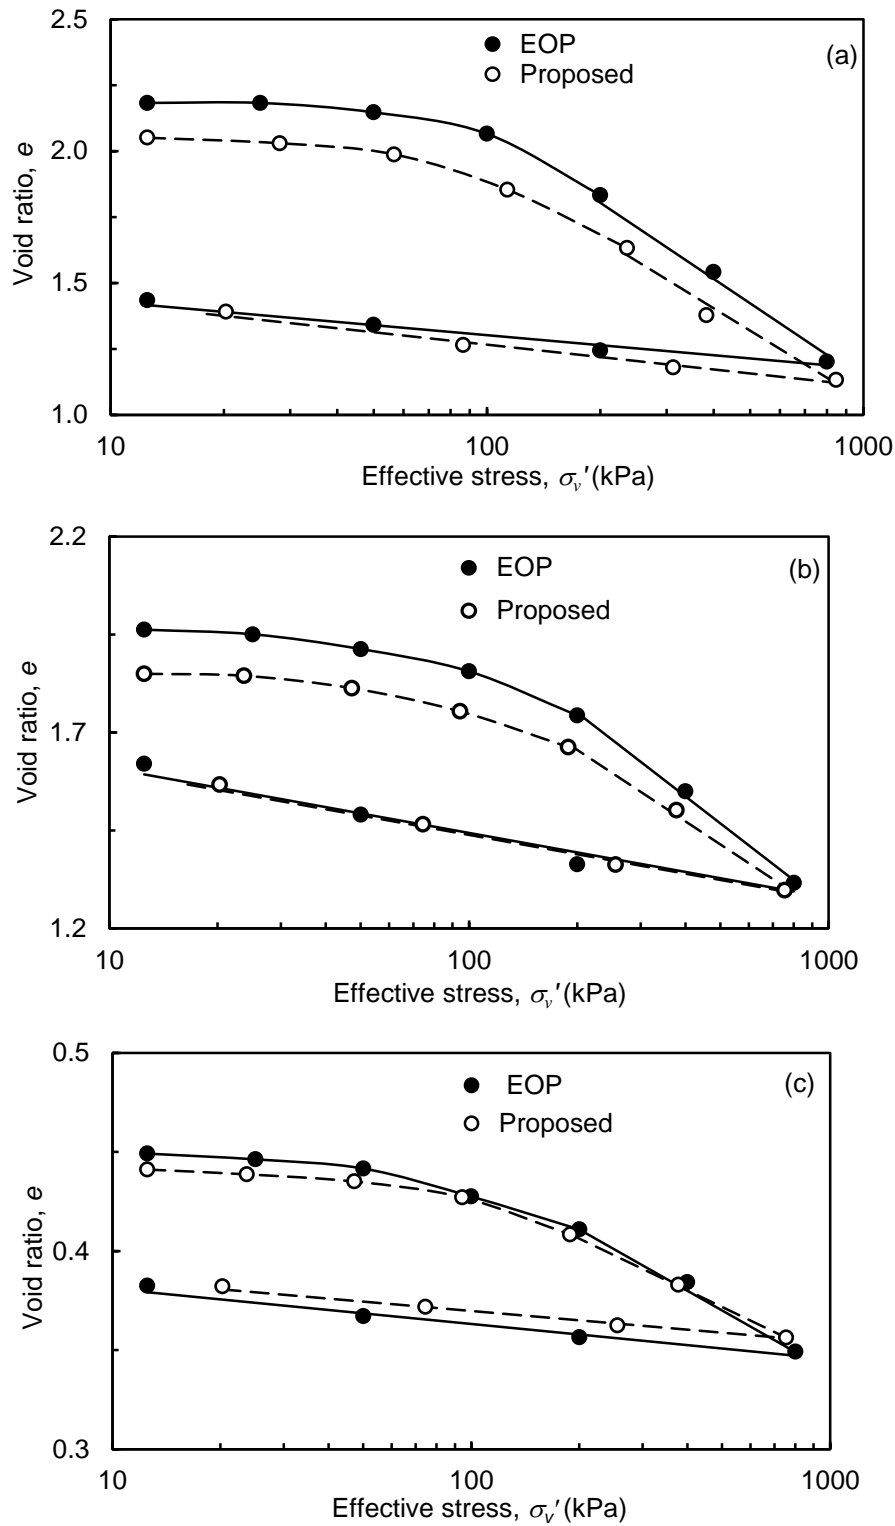 2.5
EOP
(a)
Proposed
2.0
Void ratio, e
1.5
1.0
10 100 1000
Effective stress, σv′ (kPa)
2.2
EOP
(b)
Proposed
1.7
Void ratio, e
1.2
10 100 1000
Effective stress, σv′ (kPa)
0.5
EOP
(c)
Proposed
0.4
Void ratio, e
0.3
10 100 1000
Effective stress, σv′ (kPa)